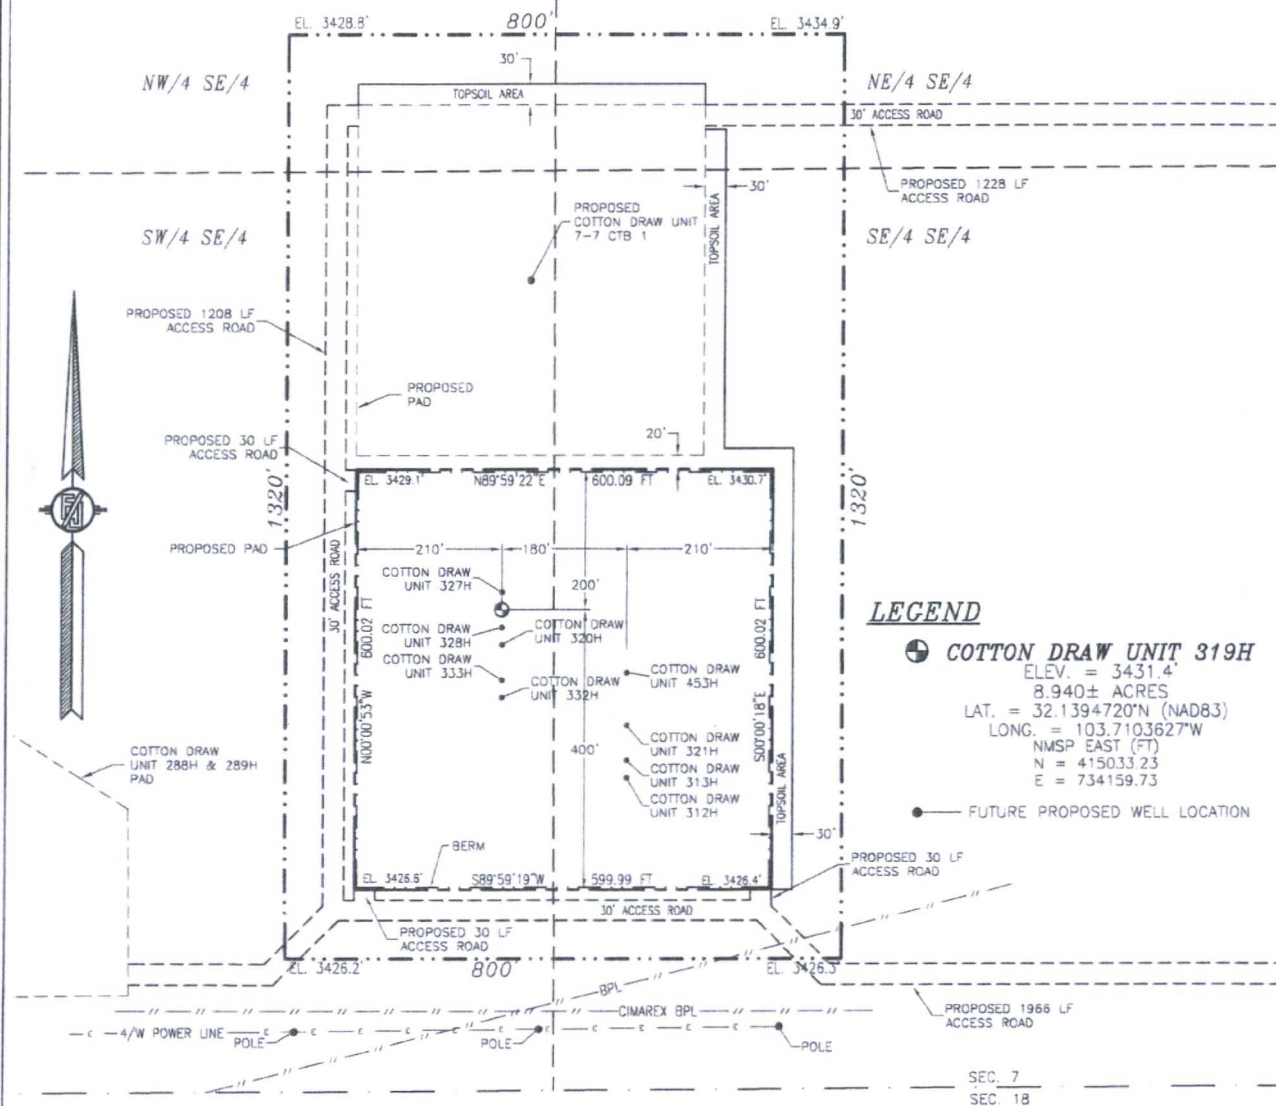 EL. 3428.8'
800'
EL. 3434.9'
30'
NW/4 SE/4
TOPSOIL AREA
NE/4 SE/4
30' ACCESS ROAD
30'
PROPOSED 1228 LF
ACCESS ROAD
PROPOSED
COTTON DRAW UNIT
7-7 CTB 1
TOPSOIL AREA
SW/4 SE/4
SE/4 SE/4
PROPOSED 1208 LF
ACCESS ROAD
PROPOSED
PAD
PROPOSED 30 LF
ACCESS ROAD
20'
EL. 3429.1'
N89°59'22"E
600.09 FT
EL. 3430.7'
1320'
1320'
PROPOSED PAD
210'
180'
210'
30' ACCESS ROAD
COTTON DRAW
UNIT 327H
200'
600.02 FT
600.02 FT
COTTON DRAW
UNIT 328H
COTTON DRAW
UNIT 320H
COTTON DRAW
UNIT 333H
COTTON DRAW
UNIT 332H
COTTON DRAW
UNIT 453H
LEGEND
COTTON DRAW UNIT 319H
ELEV. = 3431.4'
8.940± ACRES
LAT. = 32.1394720°N (NAD83)
LONG. = 103.7103627°W
NMSP EAST (FT)
N = 415033.23
E = 734159.73
FUTURE PROPOSED WELL LOCATION
N00°00'53"W
S00°00'18"E
400'
COTTON DRAW
UNIT 321H
COTTON DRAW
UNIT 313H
COTTON DRAW
UNIT 312H
COTTON DRAW
UNIT 288H & 289H
PAD
TOPSOIL AREA
30'
BERM
PROPOSED 30 LF
ACCESS ROAD
EL. 3426.6'
S89°59'19"W
599.99 FT
EL. 3426.4'
30' ACCESS ROAD
PROPOSED 30 LF
ACCESS ROAD
EL. 3426.2'
800'
EL. 3426.3'
BPL
CIMAREX BPL
PROPOSED 1966 LF
ACCESS ROAD
4/W POWER LINE
POLE
POLE
POLE
SEC. 7
SEC. 18